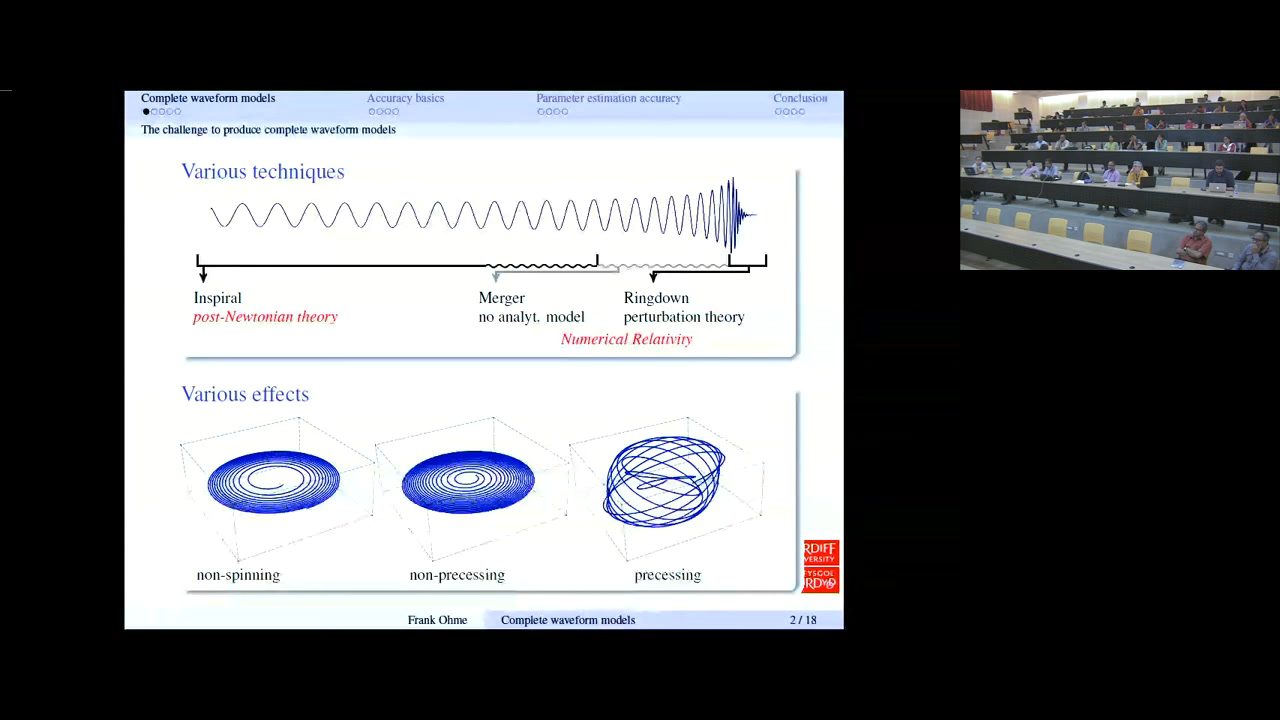 Complete waveform models Accuracy basics Parameter estimation accuracy Conclusion
The challenge to produce complete waveform models
Various techniques
Inspiral Merger Ringdown
post-Newtonian theory no analyt. model perturbation theory
Numerical Relativity
Various effects
non-spinning non-precessing precessing
RDIFF
VERSITY
Frank Ohme Complete waveform models 2 / 18